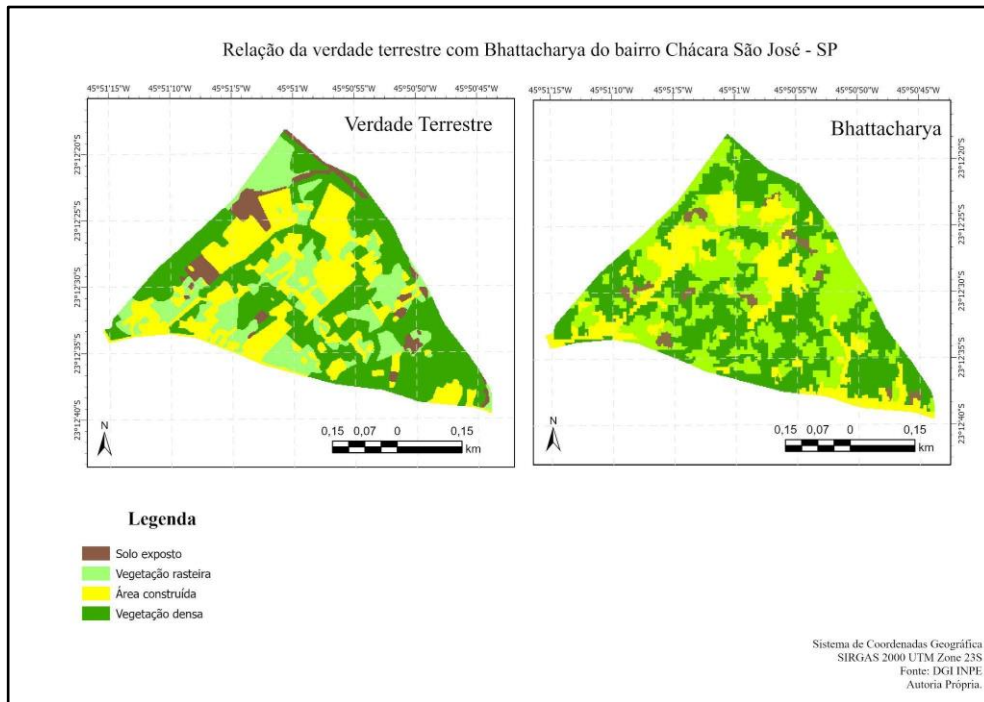 Relação da verdade terrestre com Bhattacharya do bairro Chácara São José - SP
45°51'15"W 45°51'10"W 45°51'5"W 45°51'W 45°50'55"W 45°50'50"W 45°50'45"W
Verdade Terrestre
23°12'20"S
23°12'25"S
23°12'30"S
23°12'35"S
23°12'40"S
N
0,15 0,07 0 0,15
km
45°51'15"W 45°51'10"W 45°51'5"W 45°51'W 45°50'55"W 45°50'50"W 45°50'45"W
Bhattacharya
23°12'20"S
23°12'25"S
23°12'30"S
23°12'35"S
23°12'40"S
N
0,15 0,07 0 0,15
km
Legenda
Solo exposto
Vegetação rasteira
Área construída
Vegetação densa
Sistema de Coordenadas Geográfica
SIRGAS 2000 UTM Zone 23S
Fonte: DGI INPE
Autoria Própria.